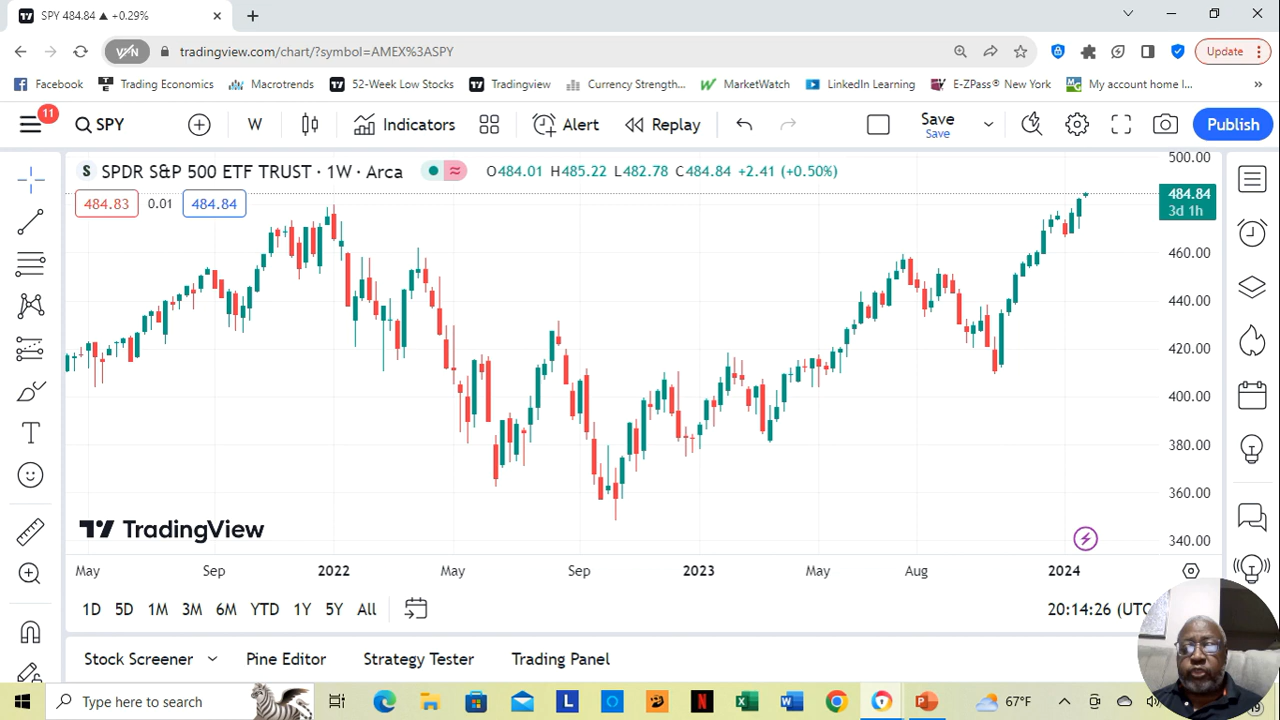 SPY 484.84 ▲ +0.29%
VPN
tradingview.com/chart/?symbol=AMEX%3ASPY
Update
Facebook
Trading Economics
Macrotrends
52-Week Low Stocks
Tradingview
Currency Strength...
MarketWatch
LinkedIn Learning
E-ZPass® New York
My account home l...
»
11
SPY
W
Indicators
Alert
Replay
Save
Save
Publish
S SPDR S&P 500 ETF TRUST · 1W · Arca
O484.01 H485.22 L482.78 C484.84 +2.41 (+0.50%)
484.83 0.01 484.84
500.00
484.84
3d 1h
460.00
440.00
420.00
400.00
380.00
360.00
340.00
TradingView
May Sep 2022 May Sep 2023 May Aug 2024
1D 5D 1M 3M 6M YTD 1Y 5Y All
20:14:26 (UTC
Stock Screener Pine Editor Strategy Tester Trading Panel
Type here to search
67°F